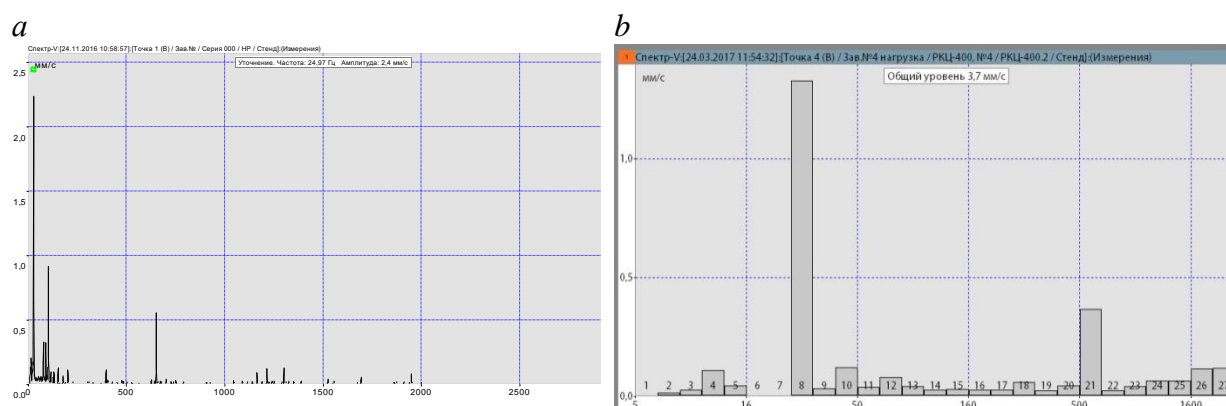 a
Спектр-V:[24.11.2016 10:58:57]:[Точка 1 (В) / Зав.№ / Серия 000 / НР / Стенд]:(Измерения)
мм/с
Уточнение. Частота: 24,97 Гц Амплитуда: 2,4 мм/с
2,5
2,0
1,5
1,0
0,5
0.0
0 500 1000 1500 2000 2500
b
Спектр-V:[24.03.2017 11:54:32]:[Точка 4 (В) / Зав.№4 нагрузка / РКЦ-400, №4 / РКЦ-400.2 / Стенд]:(Измерения)
мм/с
Общий уровень 3,7 мм/с
1,0
0,5
0,0
1 2 3 4 5 6 7 8 9 10 11 12 13 14 15 16 17 18 19 20 21 22 23 24 25 26 27
5 16 50 160 500 1600